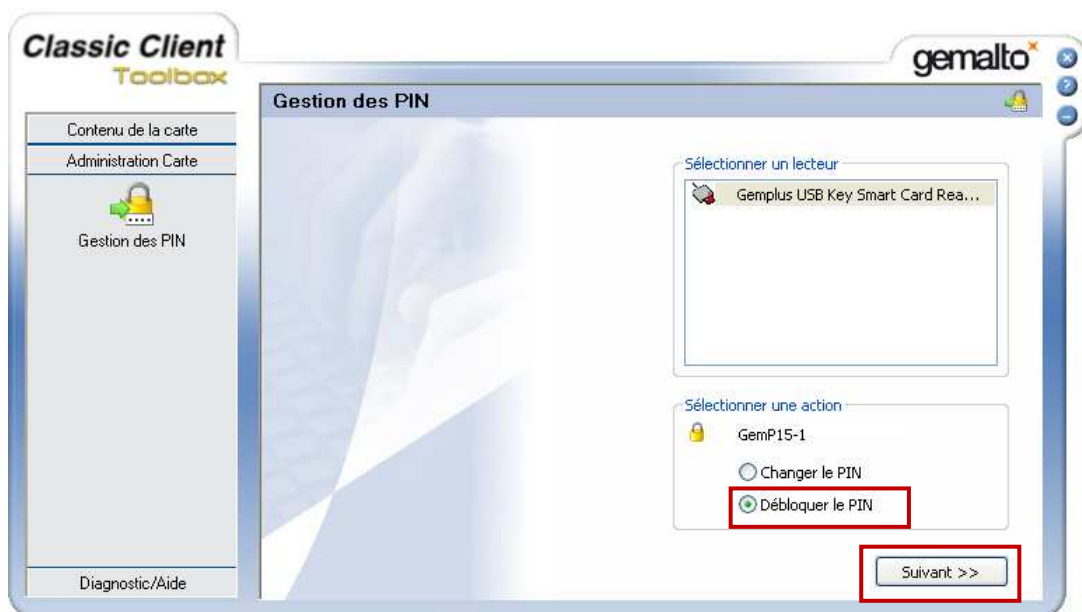 Classic Client
Toolbox
gemalto
Gestion des PIN
Contenu de la carte
Administration Carte
Gestion des PIN
Diagnostic/Aide
Sélectionner un lecteur
Gemplus USB Key Smart Card Rea...
Sélectionner une action
GemP15-1
Changer le PIN
Débloquer le PIN
Suivant >>